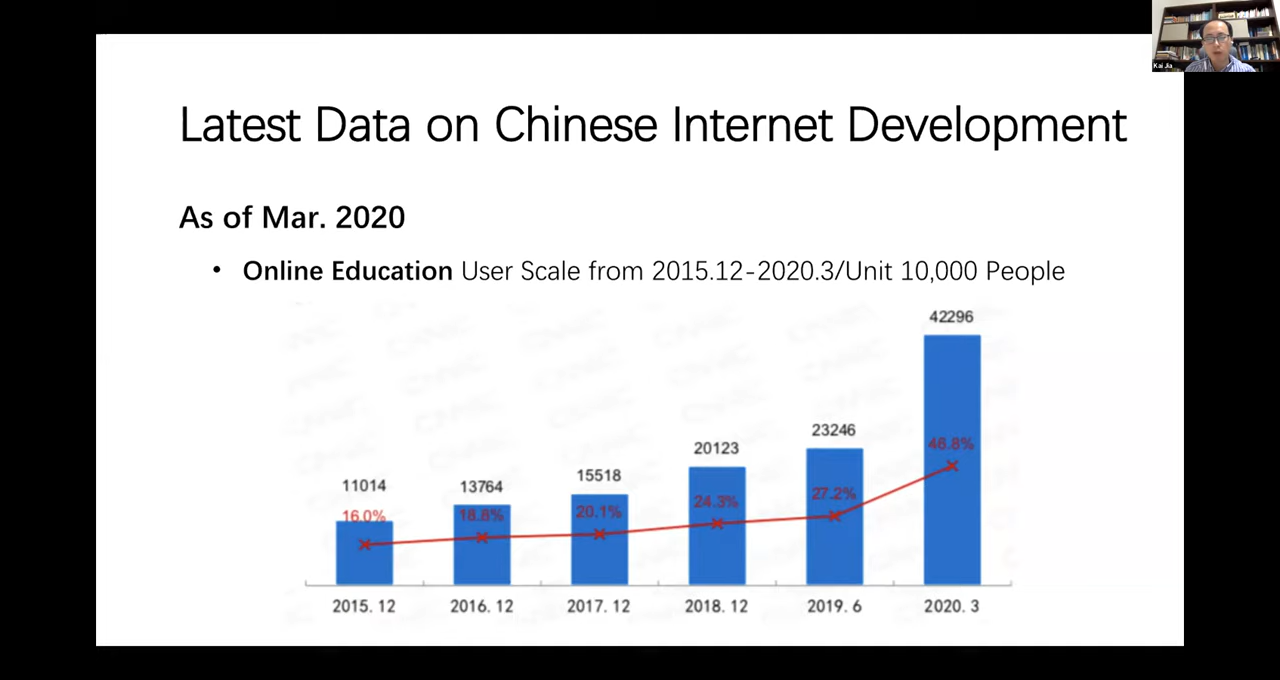 Kai Jia
Latest Data on Chinese Internet Development
As of Mar. 2020
• Online Education User Scale from 2015.12-2020.3/Unit 10,000 People
42296
23246
20123
15518
13764
11014
46.8%
27.2%
24.3%
20.1%
18.8%
16.0%
2015. 12 2016. 12 2017. 12 2018. 12 2019. 6 2020. 3